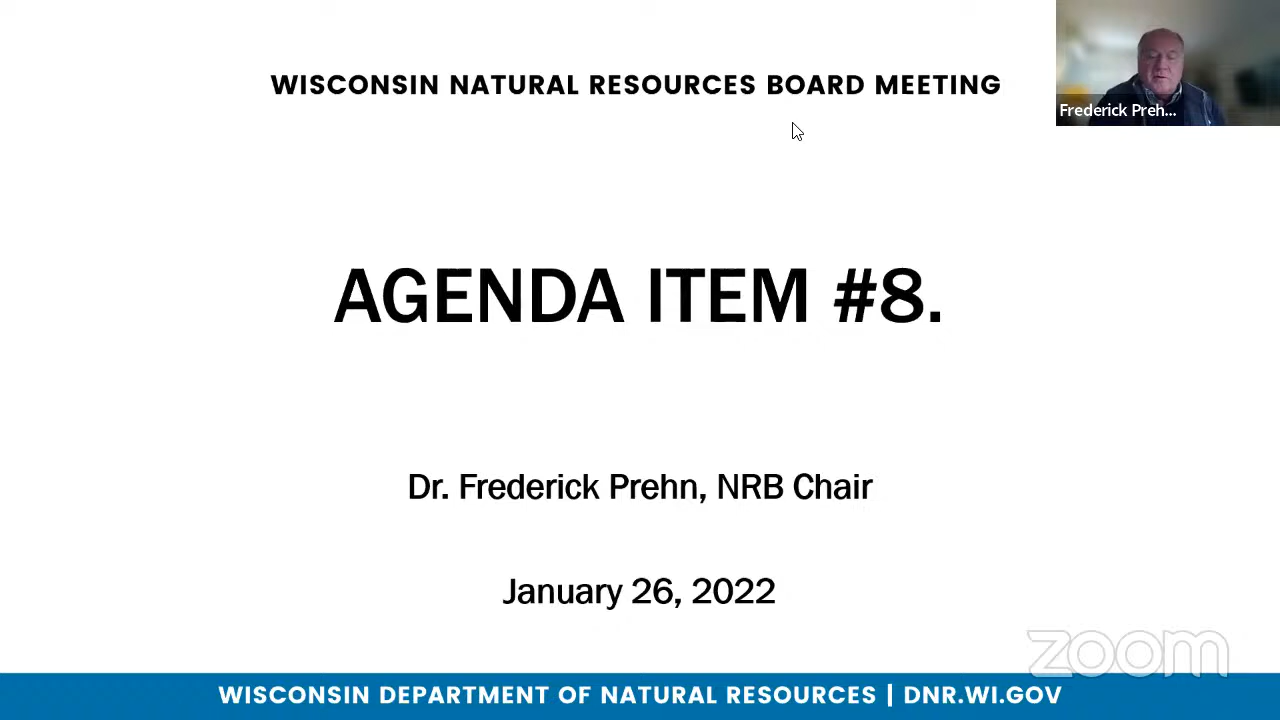 WISCONSIN NATURAL RESOURCES BOARD MEETING
Frederick Preh...
AGENDA ITEM #8.
Dr. Frederick Prehn, NRB Chair
January 26, 2022
zoom
WISCONSIN DEPARTMENT OF NATURAL RESOURCES | DNR.WI.GOV